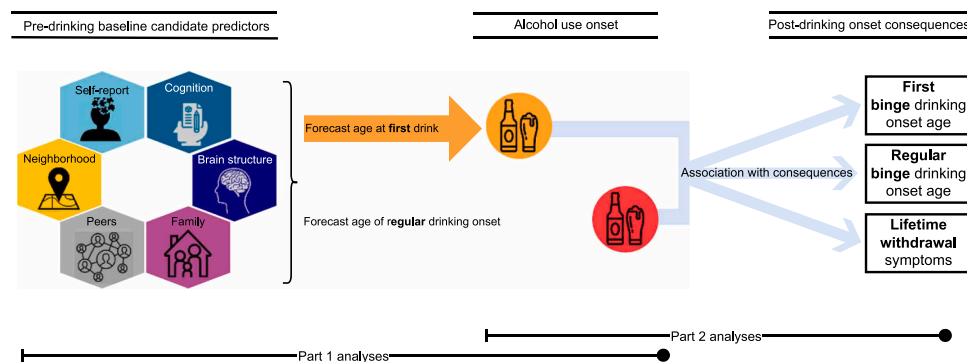 Pre-drinking baseline candidate predictors
Alcohol use onset
Post-drinking onset consequences
Self-report
Cognition
Neighborhood
Brain structure
Peers
Family
Forecast age at first drink
Forecast age of regular drinking onset
Association with consequences
First
binge drinking
onset age
Regular
binge drinking
onset age
Lifetime
withdrawal
symptoms
Part 2 analyses
Part 1 analyses